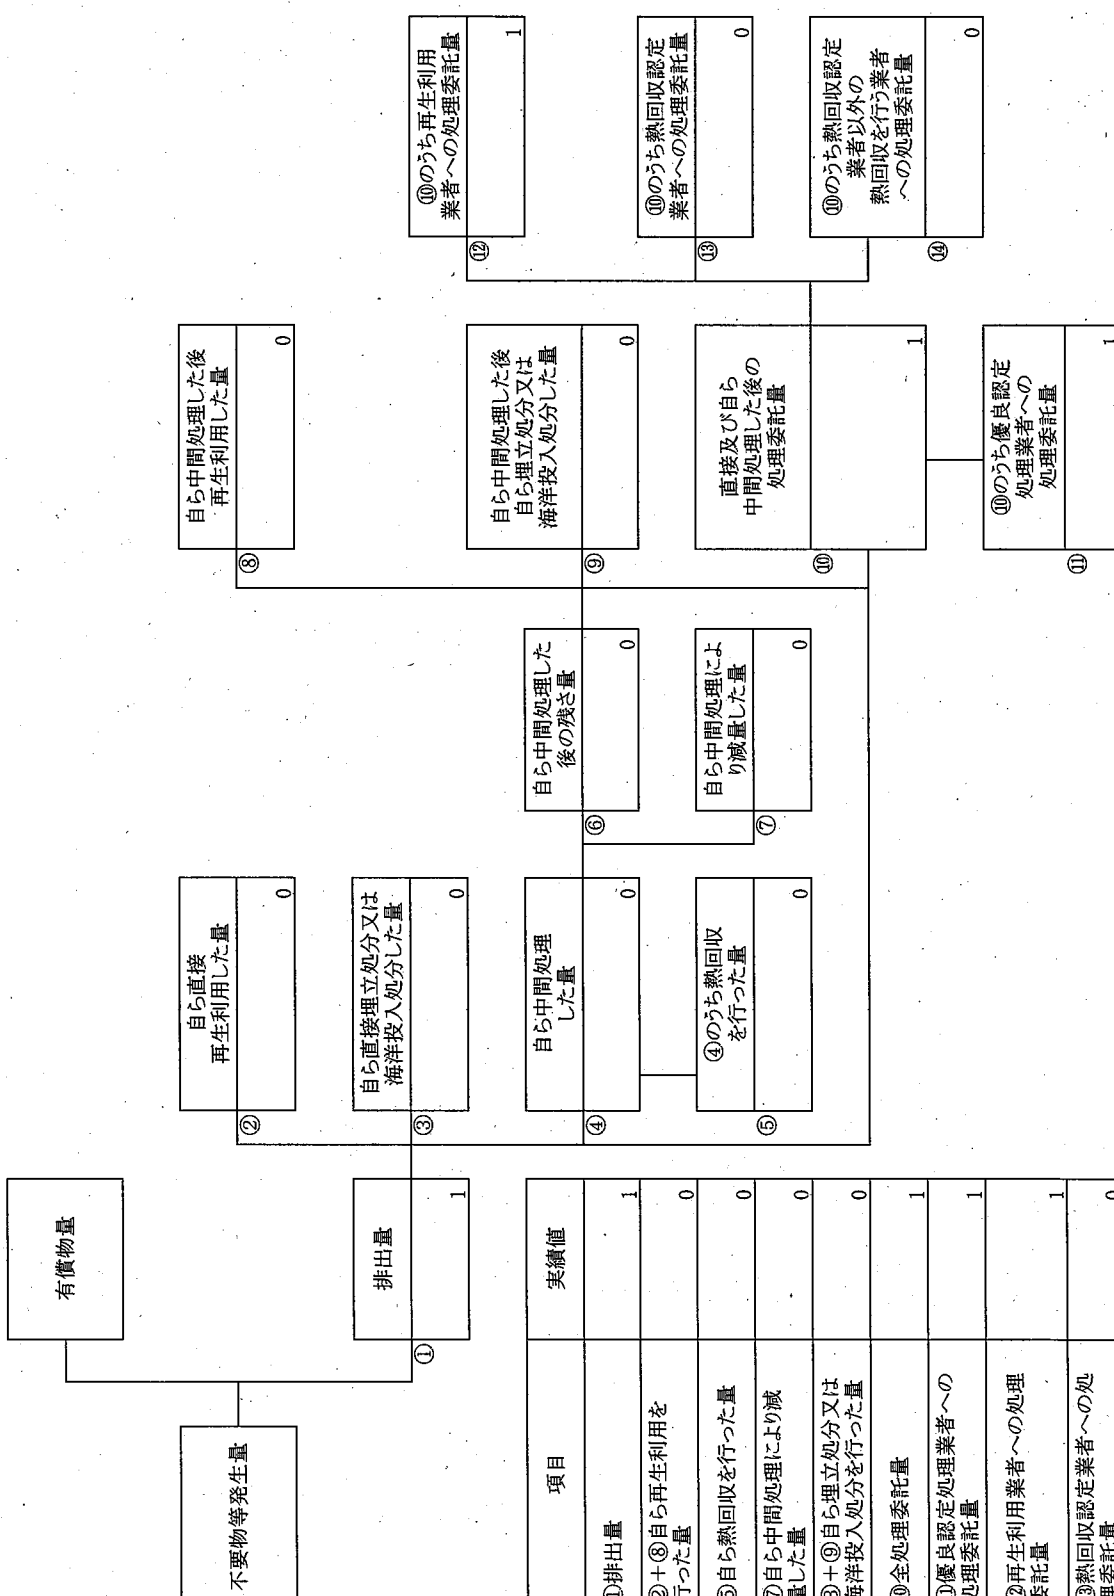 不要物等発生量
有償物量
排出量
①
1
自ら直接
再生利用した量
②
0
自ら直接埋立処分又は
海洋投入処分した量
③
0
自ら中間処理
した量
④
0
④のうち熱回収
を行った量
⑤
0
自ら中間処理した
後の残さ量
⑥
0
自ら中間処理によ
り減量した量
⑦
0
自ら中間処理した後
再生利用した量
⑧
0
自ら中間処理した後
自ら埋立処分又は
海洋投入処分した量
⑨
0
直接及び自ら
中間処理した後の
処理委託量
⑩
1
⑩のうち優良認定
処理業者への
処理委託量
⑪
1
⑩のうち再生利用
業者への処理委託量
⑫
1
⑩のうち熱回収認定
業者への処理委託量
⑬
0
⑩のうち熱回収認定
業者以外の
熱回収を行う業者
への処理委託量
⑭
0
項目
実績値
①排出量
1
②+⑧自ら再生利用を
行った量
0
⑤自ら熱回収を行った量
0
⑦自ら中間処理により減
量した量
0
③+⑨自ら埋立処分又は
海洋投入処分を行った量
0
⑩全処理委託量
1
優良認定処理業者への
処理委託量
1
再生利用業者への処理
委託量
1
熱回収認定業者への処
理委託量
0